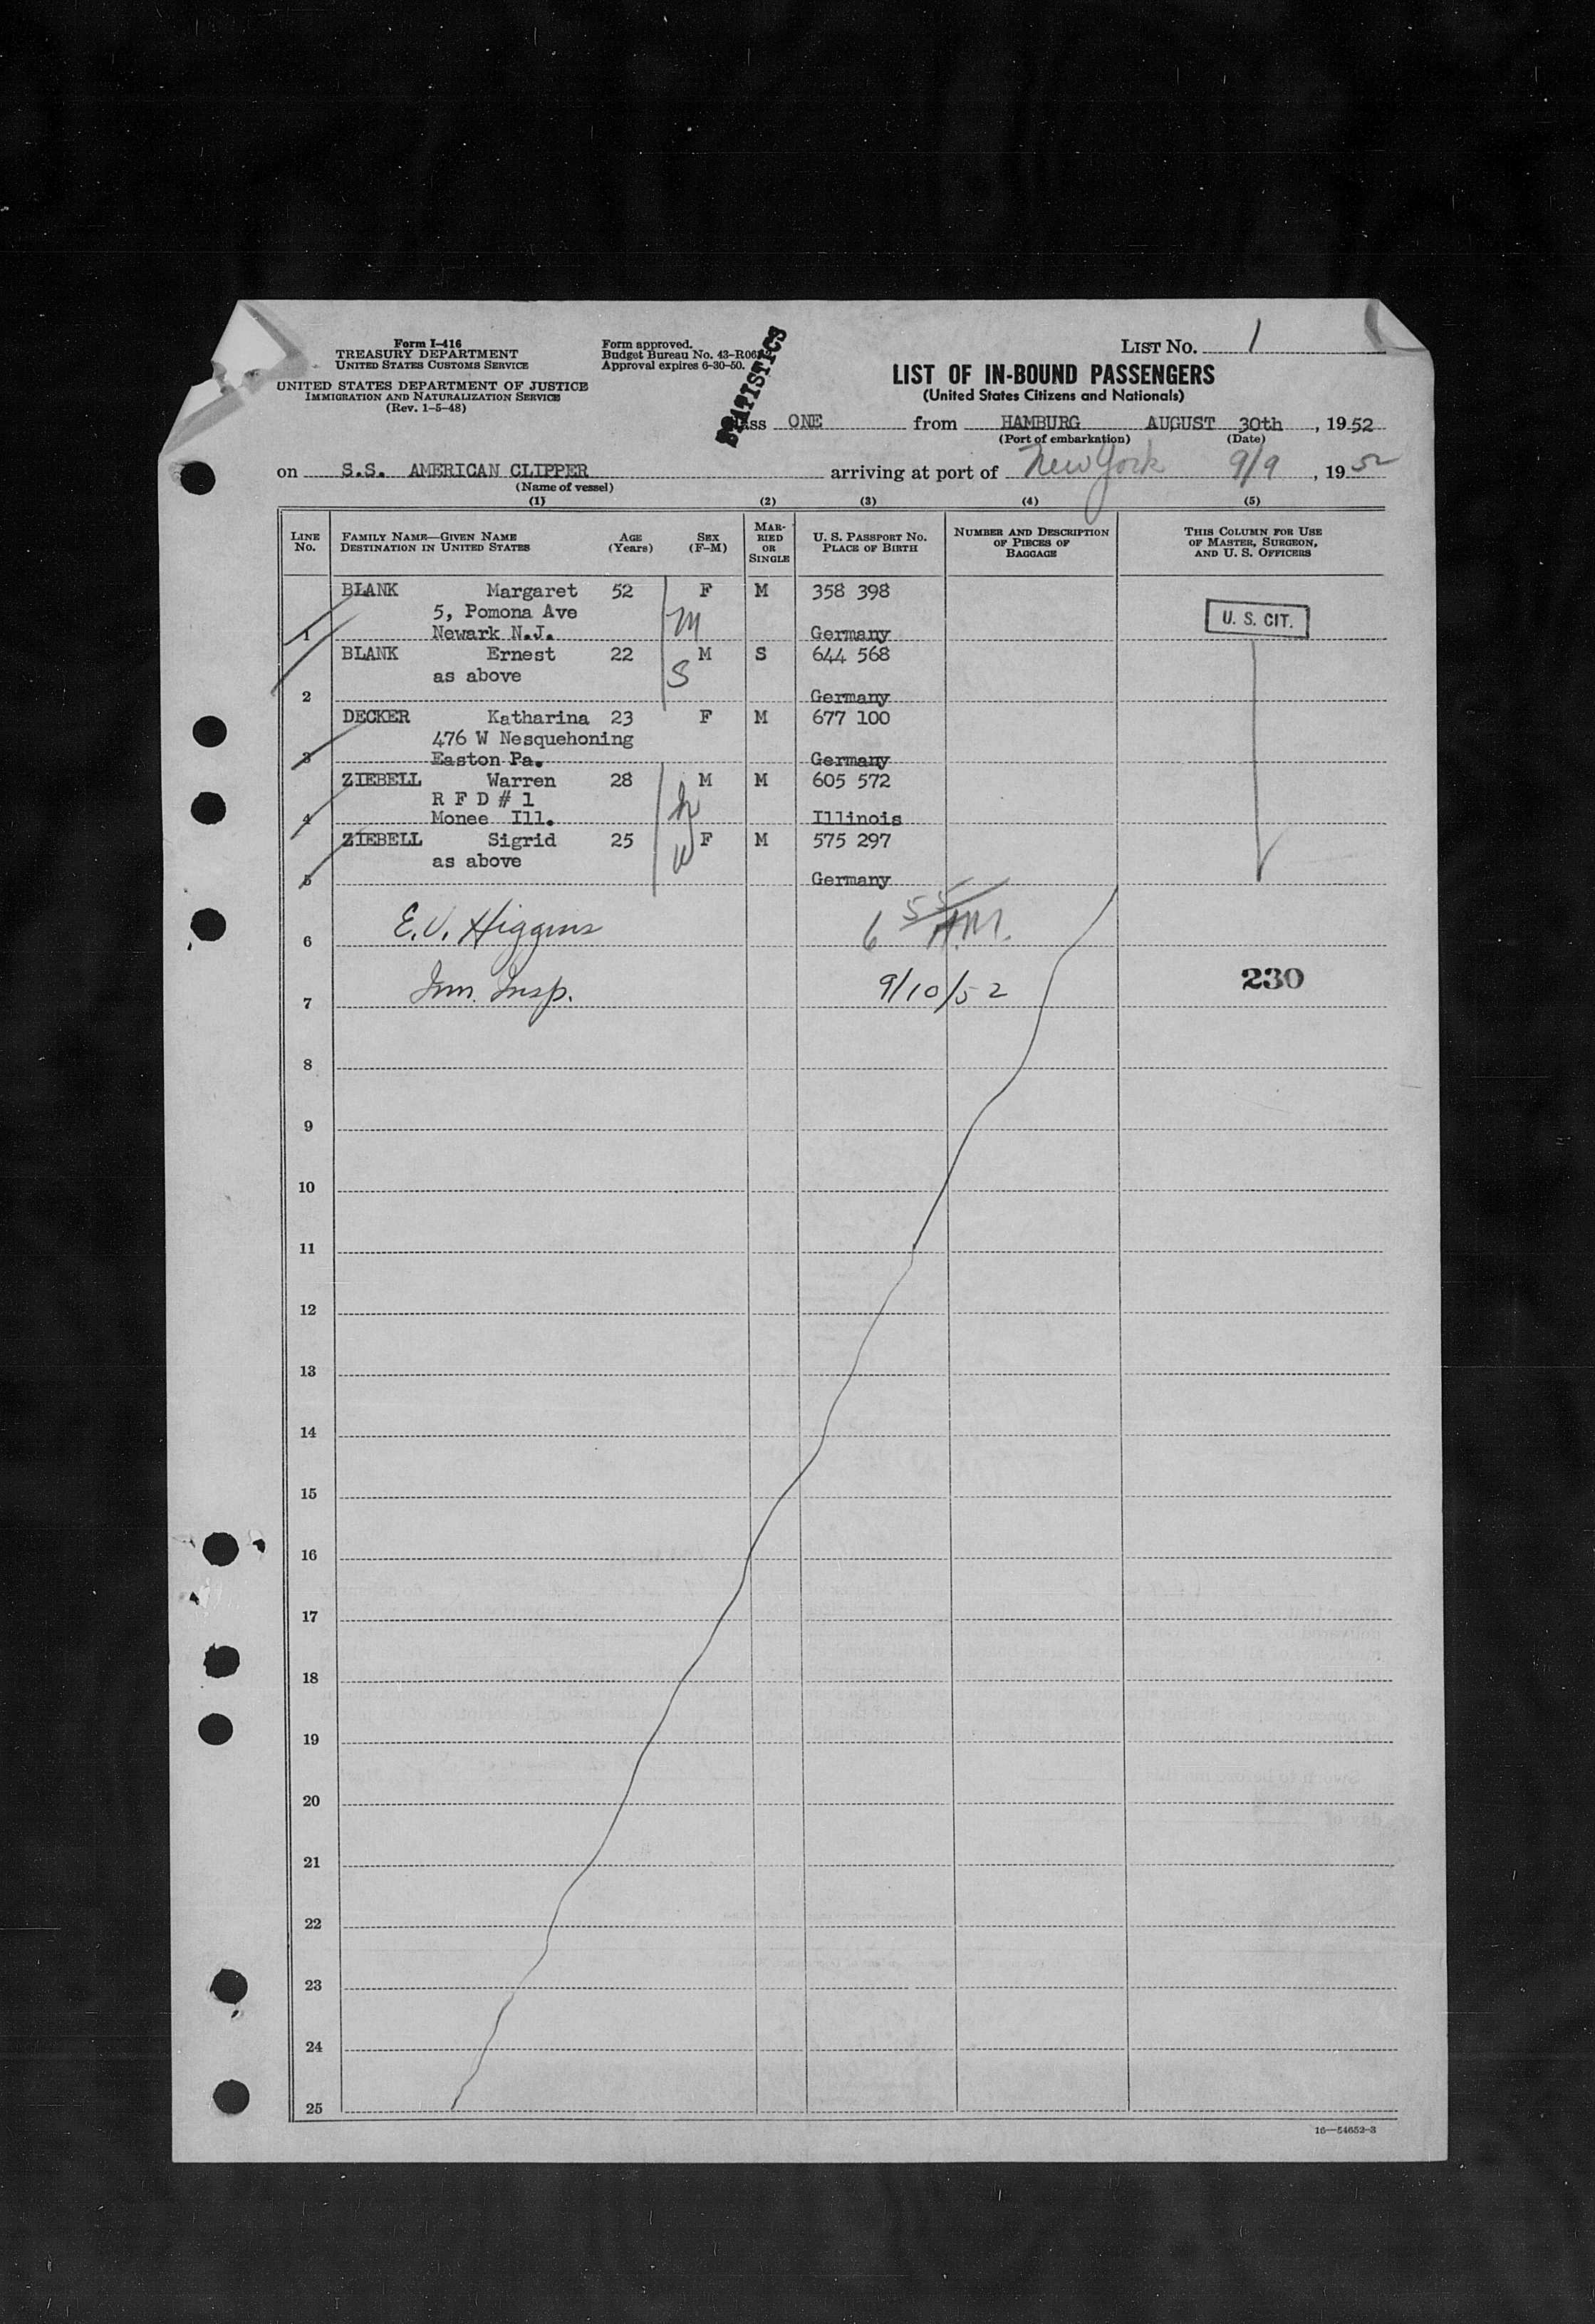 Form I-416
TREASURY DEPARTMENT
UNITED STATES CUSTOMS SERVICE
UNITED STATES DEPARTMENT OF JUSTICE
IMMIGRATION AND NATURALIZATION SERVICE
(Rev. 1-5-48)
Form approved.
Budget Bureau No. 43-R06
Approval expires 6-30-50.
STATISTICS
LIST NO. 1
LIST OF IN-BOUND PASSENGERS
(United States Citizens and Nationals)
ass ONE from HAMBURG AUGUST 30th, 1952
(Port of embarkation) (Date)
on S.S. AMERICAN CLIPPER arriving at port of New York 9/9, 1952
(Name of vessel)
(1) (2) (3) (4) (5)
LINE NO. FAMILY NAME—GIVEN NAME DESTINATION IN UNITED STATES AGE (Years) SEX (F-M) MARRIED OR SINGLE U. S. PASSPORT NO. PLACE OF BIRTH NUMBER AND DESCRIPTION OF PIECES OF BAGGAGE THIS COLUMN FOR USE OF MASTER, SURGEON, AND U. S. OFFICERS
BLANK Margaret 52 F M 358 398
5, Pomona Ave M U. S. CIT.
1 Newark N.J. Germany
BLANK Ernest 22 M S 644 568
as above S
2 Germany
DECKER Katharina 23 F M 677 100
476 W Nesquehoning
3 Easton Pa. Germany
ZIEBELL Warren 28 M M 605 572
R F D # 1 h
4 Monee Ill. Illinois
ZIEBELL Sigrid 25 F M 575 297
as above w
5 Germany
6 E. V. Higgins 6 55 A.M.
7 Imm. Insp. 9/10/52 230
8
9
10
11
12
13
14
15
16
17
18
19
20
21
22
23
24
25
16—54652-3